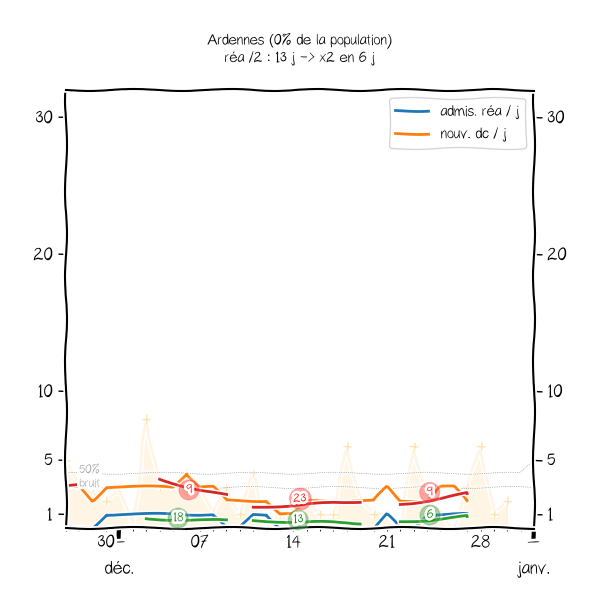 Ardennes (0% de la population)
réa /2 : 13 j -> x2 en 6 j
admis. réa / j
nouv. dc / j
30 30
20 20
10 10
5 5
50%
bruit
9 23 9
18 13 6
1 1
30 07 14 21 28
déc. janv.